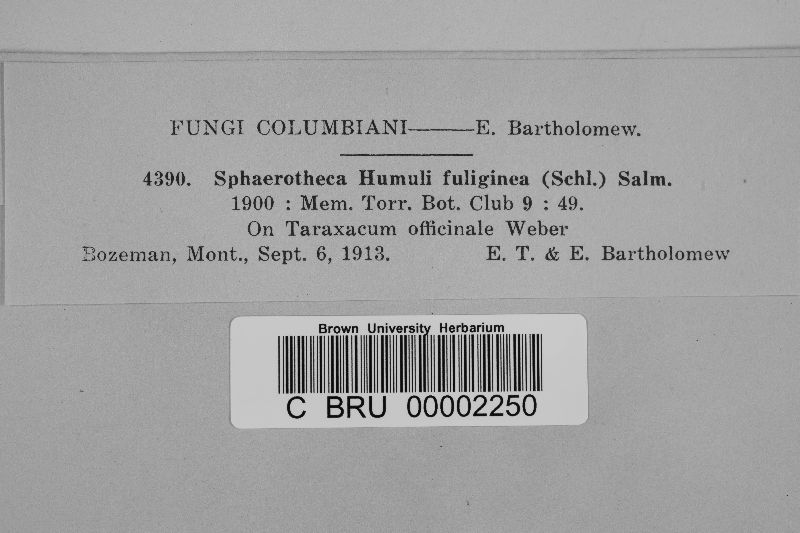 FUNGI COLUMBIANI——E. Bartholomew.
4390. Sphaerotheca Humuli fuliginea (Schl.) Salm.
1900 : Mem. Torr. Bot. Club 9 : 49.
On Taraxacum officinale Weber
Bozeman, Mont., Sept. 6, 1913. E. T. & E. Bartholomew
Brown University Herbarium
C BRU 00002250